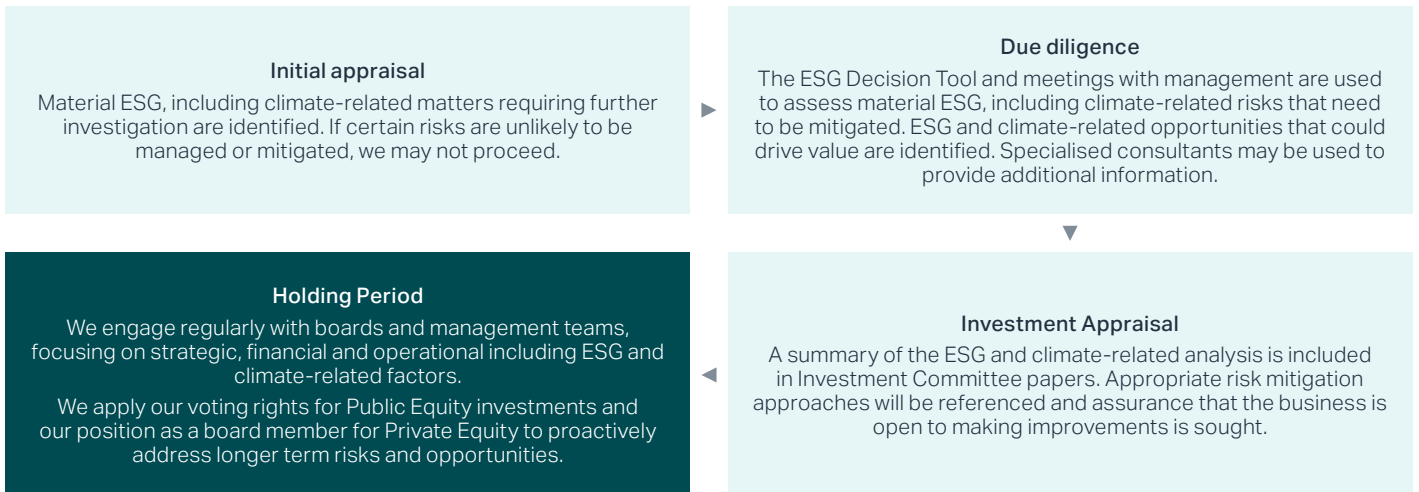 Initial appraisal
Material ESG, including climate-related matters requiring further
investigation are identified. If certain risks are unlikely to be
managed or mitigated, we may not proceed.
Due diligence
The ESG Decision Tool and meetings with management are used
to assess material ESG, including climate-related risks that need
to be mitigated. ESG and climate-related opportunities that could
drive value are identified. Specialised consultants may be used to
provide additional information.
Investment Appraisal
A summary of the ESG and climate-related analysis is included
in Investment Committee papers. Appropriate risk mitigation
approaches will be referenced and assurance that the business is
open to making improvements is sought.
Holding Period
We engage regularly with boards and management teams,
focusing on strategic, financial and operational including ESG and
climate-related factors.
We apply our voting rights for Public Equity investments and
our position as a board member for Private Equity to proactively
address longer term risks and opportunities.